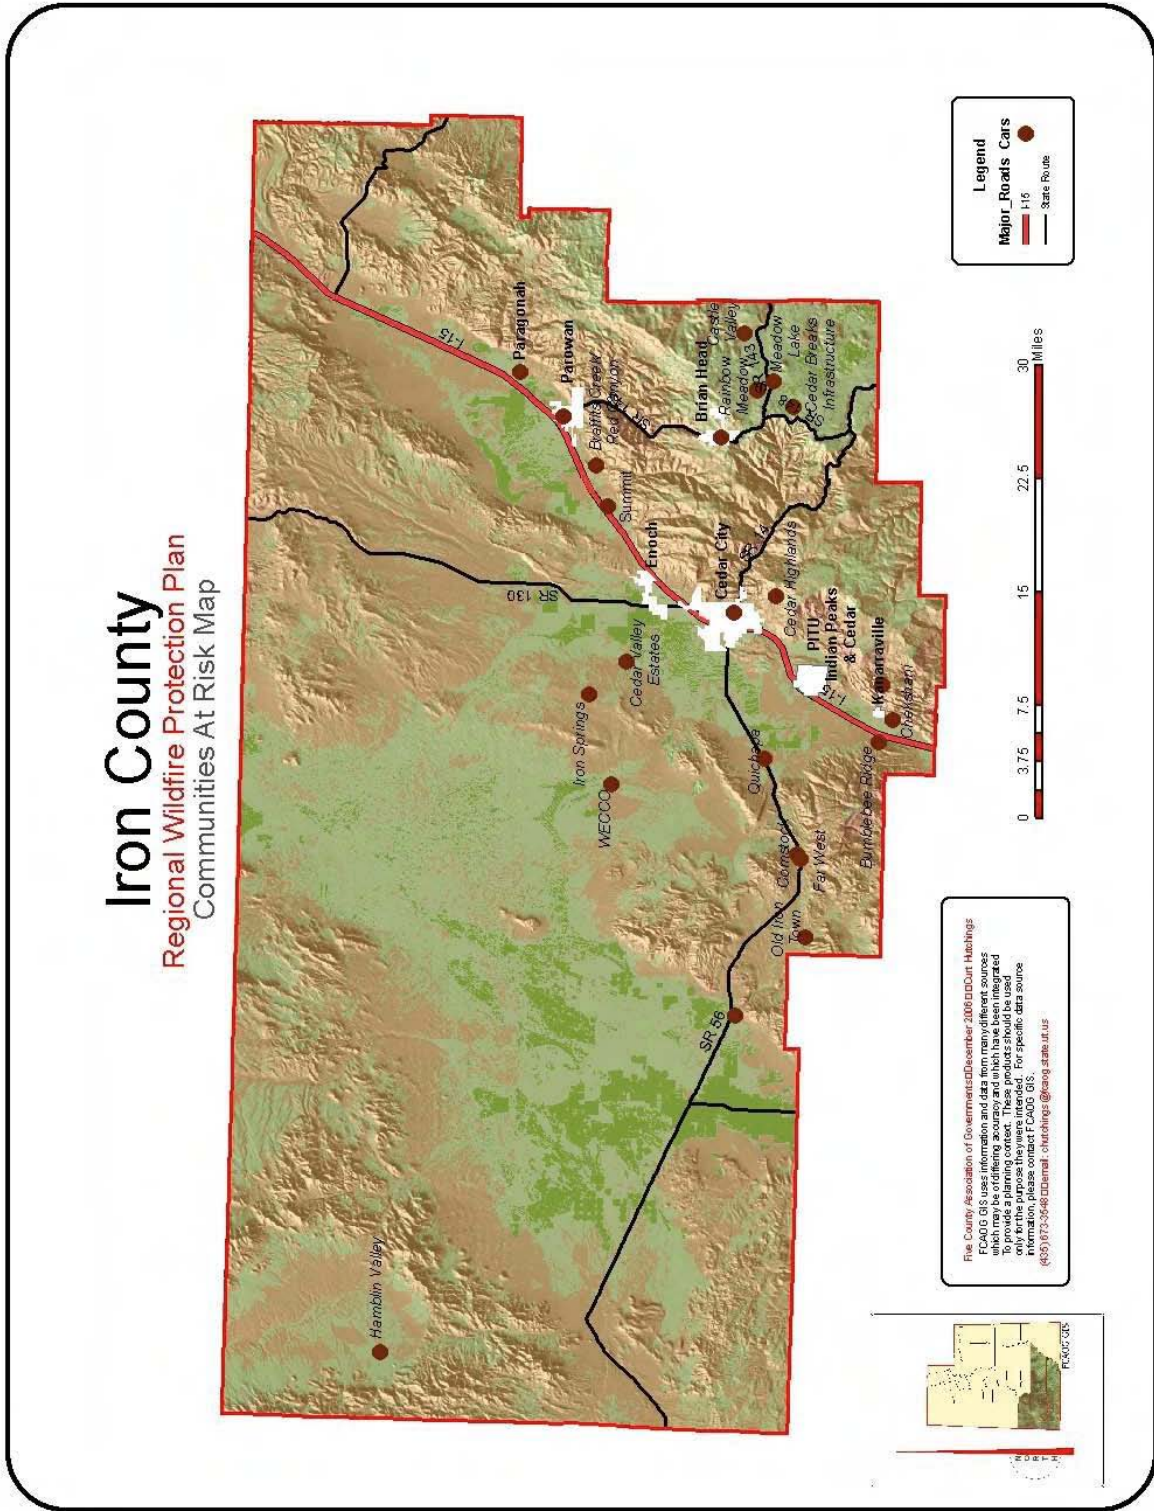 Iron County
Regional Wildfire Protection Plan
Communities At Risk Map
I-15
Paragonah
Parowan
Braffits Creek/
Red Canyon
Summit
SR 130
Enoch
Brian Head
Castle
Valley
Rainbow
Meadow
SR 143
Meadow
Lake
Cedar Breaks
Infrastructure
Cedar City
SR 14
Cedar Highlands
Cedar Valley
Estates
Iron Springs
WECCO
PITU
Indian Peaks
& Cedar
I-15
Kanarraville
Chekshani
Bumblebee Ridge
Quichapa
Comstock
Far West
Old Iron
Town
SR 56
Hamblin Valley
Legend
Major_Roads
I-15
State Route
Cars
0 3.75 7.5 15 22.5 30
Miles
Five County Association of Governments□December 2006□□Curt Hutchings
FCAOG GIS uses information and data from many different sources
which may be of differing accuracy and which have been integrated
To provide a planning context. These products should be used
only for the purpose they were intended. For specific data source
information, please contact FCAOG GIS.
(435) 673-3548□□email: chutchings@fcaog.state.ut.us
FCAOG GIS
N
O
R
T
H